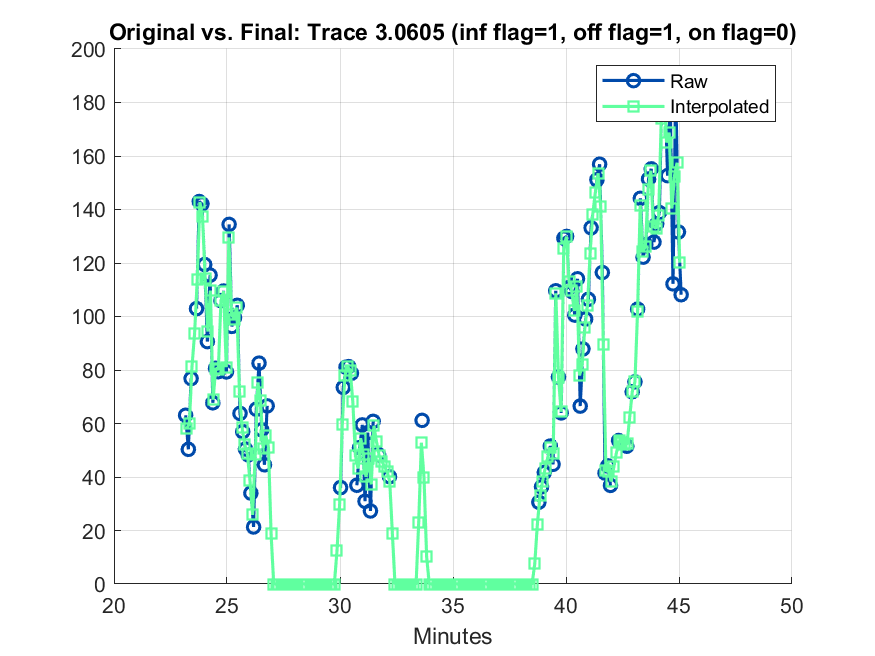 Original vs. Final: Trace 3.0605 (inf flag=1, off flag=1, on flag=0)
200
180
160
140
120
100
80
60
40
20
0
Raw
Interpolated
20 25 30 35 40 45 50
Minutes